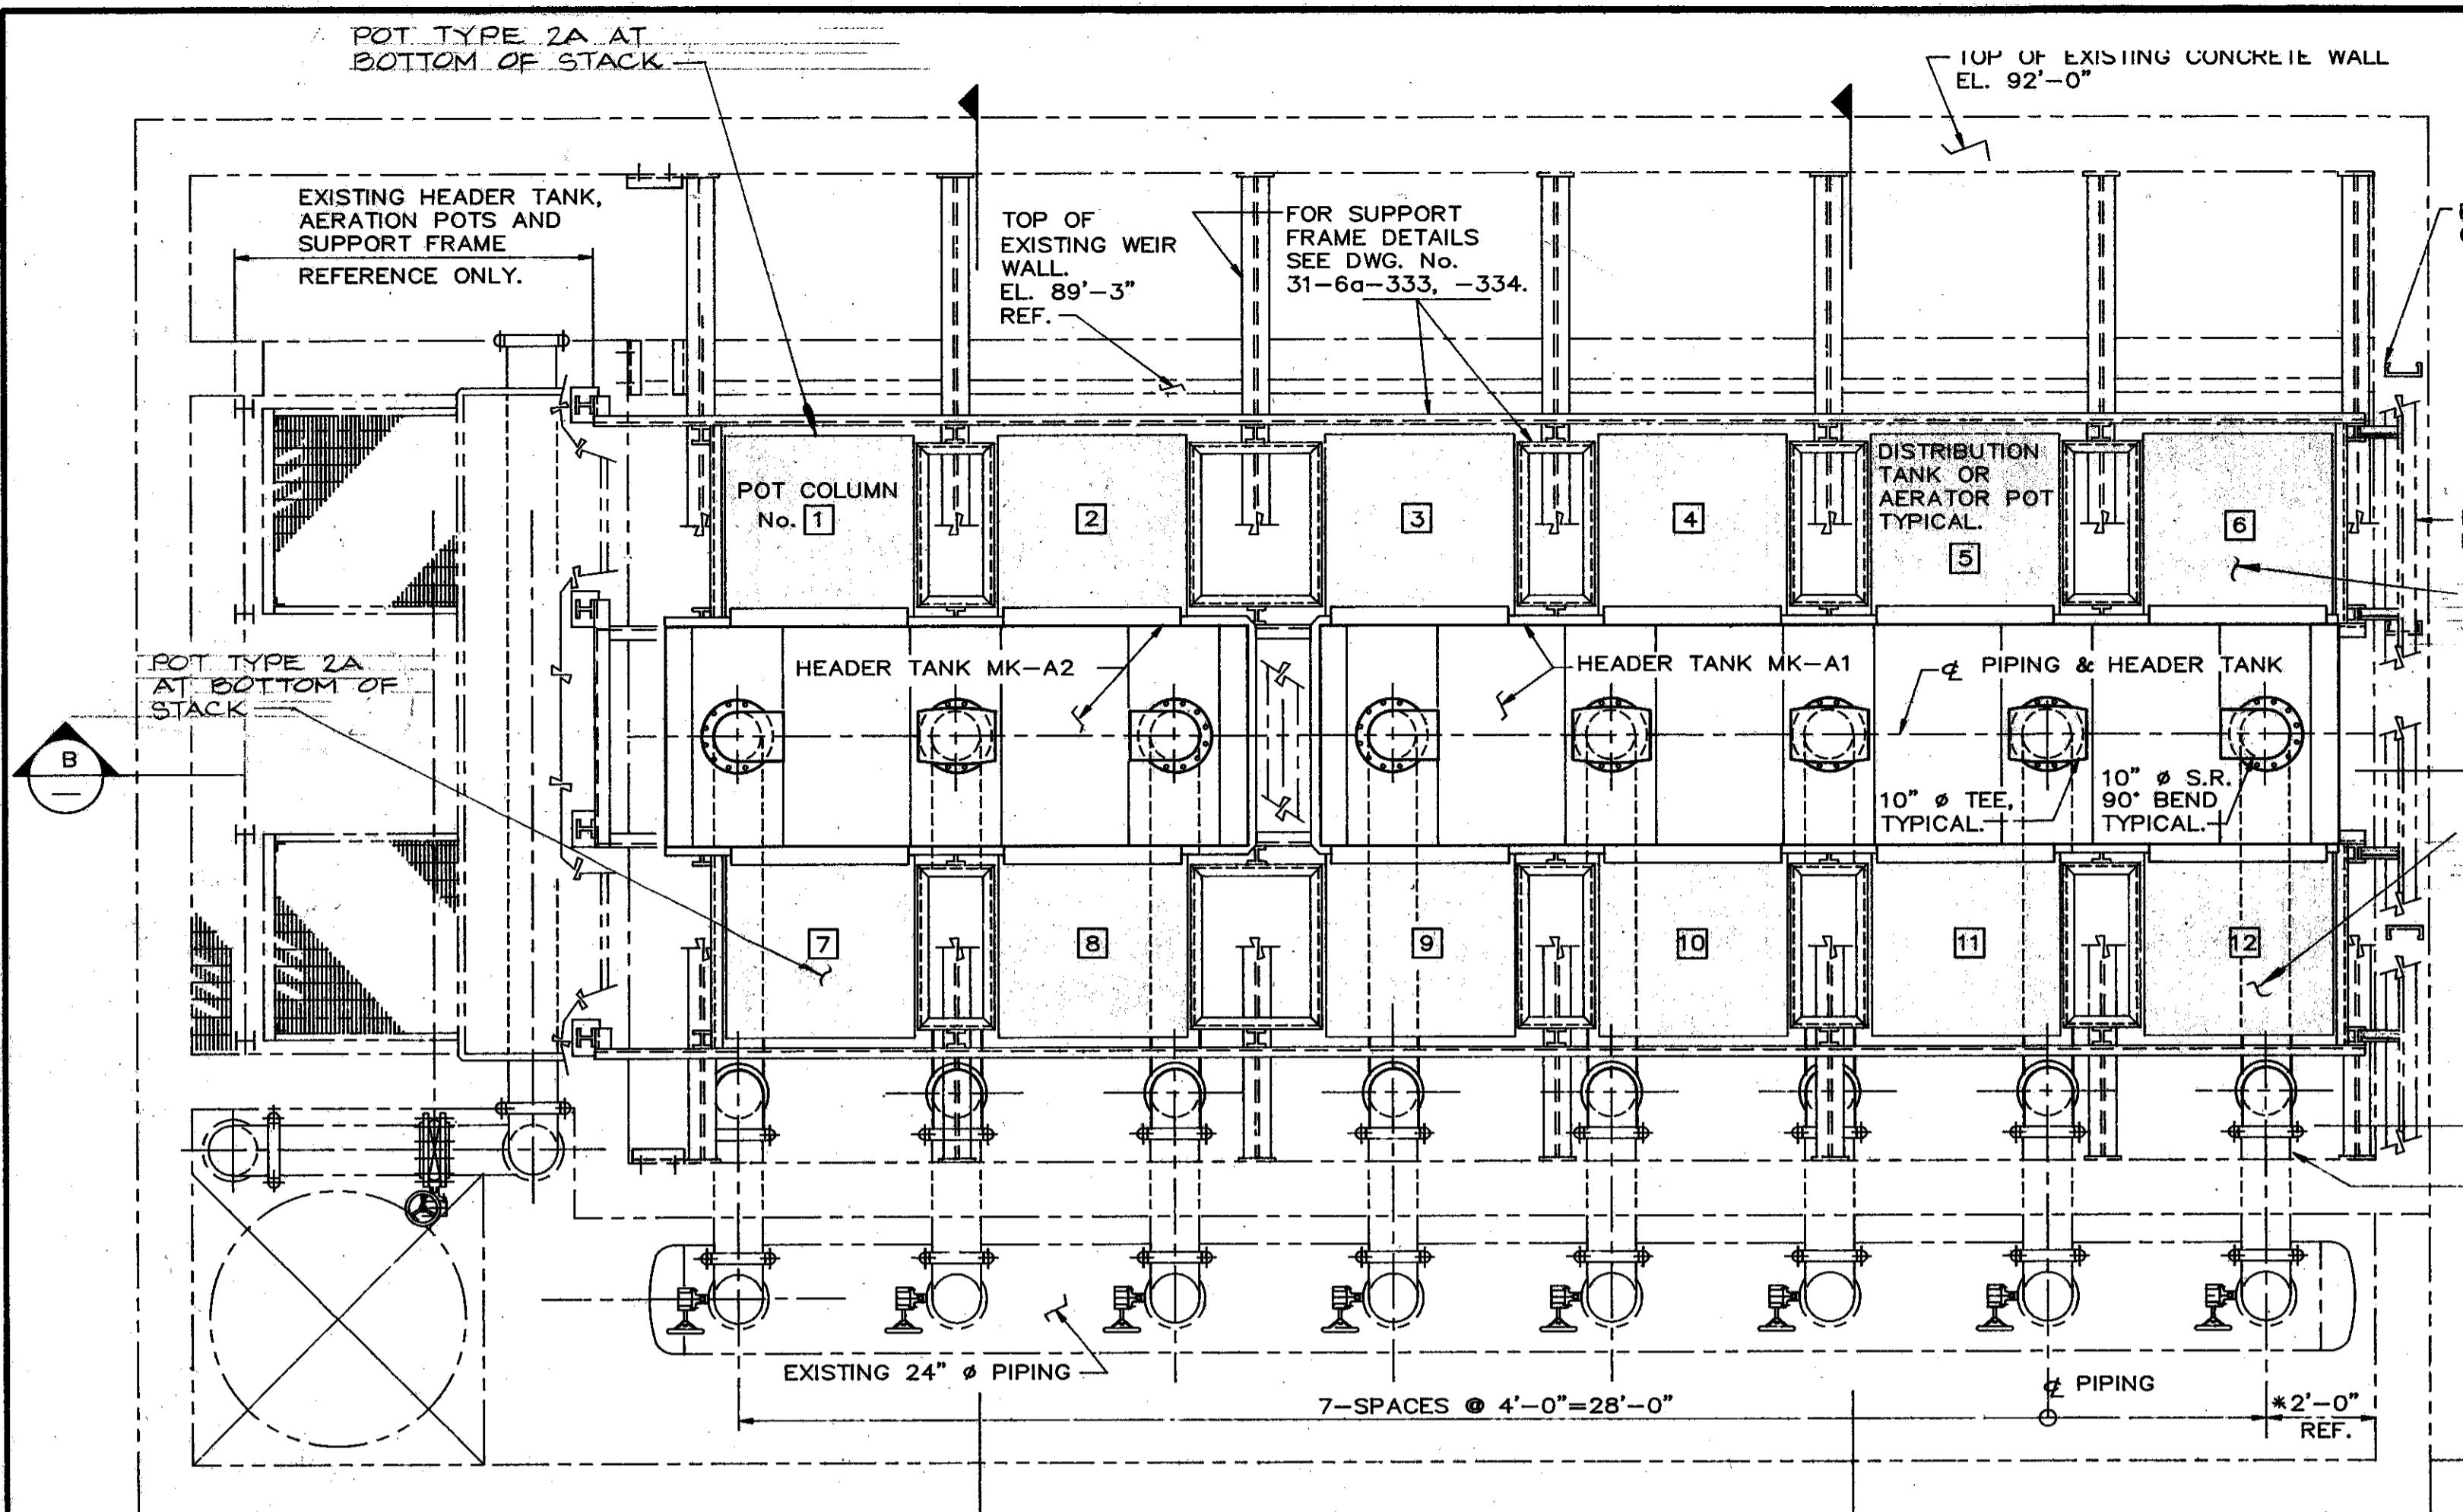 POT TYPE 2A AT
BOTTOM OF STACK
TOP OF EXISTING CONCRETE WALL
EL. 92'-0"
EXISTING HEADER TANK,
AERATION POTS AND
SUPPORT FRAME
REFERENCE ONLY.
TOP OF
EXISTING WEIR
WALL.
EL. 89'-3"
REF.
FOR SUPPORT
FRAME DETAILS
SEE DWG. No.
31-6a-333, -334.
POT COLUMN
No. 1
2
3
4
DISTRIBUTION
TANK OR
AERATOR POT
TYPICAL.
5
6
POT TYPE 2A
AT BOTTOM OF
STACK
HEADER TANK MK-A2
HEADER TANK MK-A1
℄ PIPING & HEADER TANK
B
10" ø TEE,
TYPICAL.
10" ø S.R.
90° BEND
TYPICAL.
7
8
9
10
11
12
EXISTING 24" ø PIPING
7-SPACES @ 4'-0"=28'-0"
℄ PIPING
*2'-0"
REF.